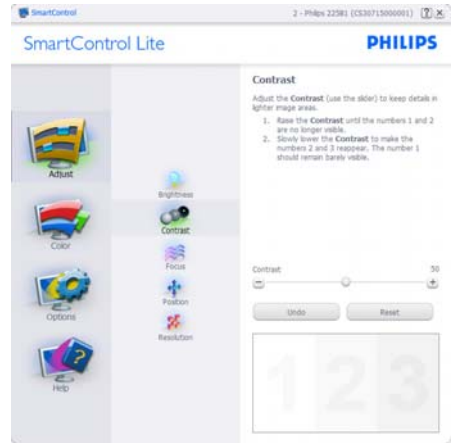 SmartControl
2 - Philips 225B1 (CS30715000001)
SmartControl Lite
PHILIPS
Adjust
Color
Options
Help
Brightness
Contrast
Focus
Position
Resolution
Contrast
Adjust the Contrast (use the slider) to keep details in
lighter image areas.
1. Raise the Contrast until the numbers 1 and 2
are no longer visible.
2. Slowly lower the Contrast to make the
numbers 2 and 3 reappear. The number 1
should remain barely visible.
Contrast 50
Undo Reset
1 2 3